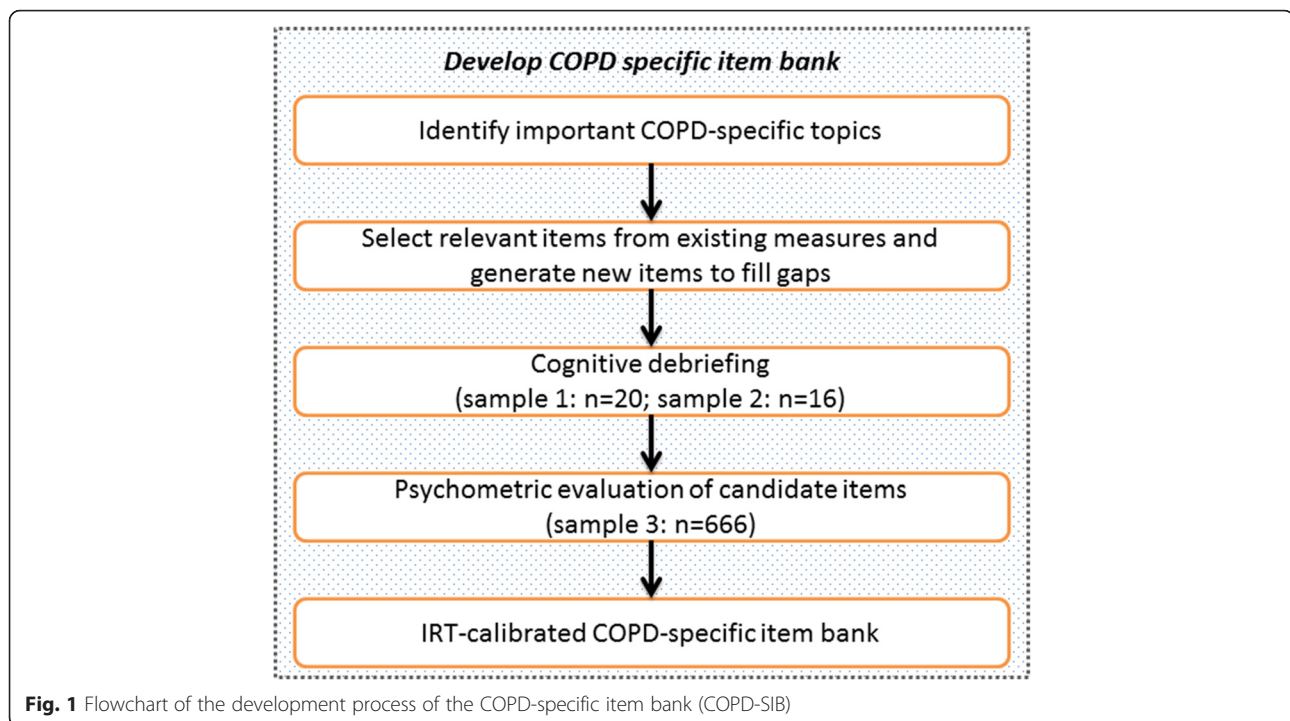 Develop COPD specific item bank
Identify important COPD-specific topics
Select relevant items from existing measures and
generate new items to fill gaps
Cognitive debriefing
(sample 1: n=20; sample 2: n=16)
Psychometric evaluation of candidate items
(sample 3: n=666)
IRT-calibrated COPD-specific item bank
Fig. 1 Flowchart of the development process of the COPD-specific item bank (COPD-SIB)